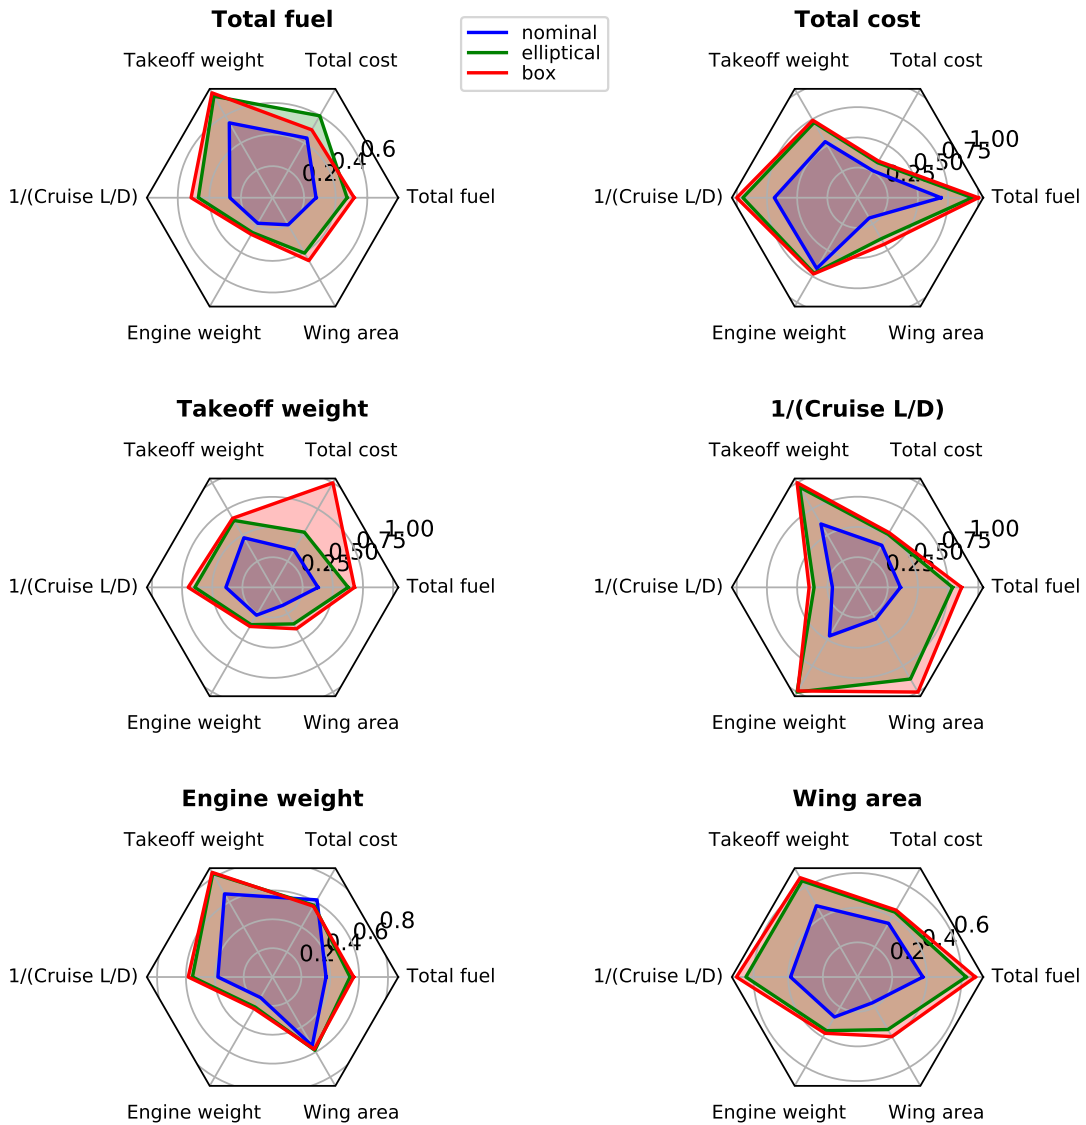 Total fuel
Takeoff weight Total cost
0.6
0.4
0.2
1/(Cruise L/D) Total fuel
Engine weight Wing area
nominal
elliptical
box
Total cost
Takeoff weight Total cost
1.00
0.75
0.50
0.25
1/(Cruise L/D) Total fuel
Engine weight Wing area
Takeoff weight
Takeoff weight Total cost
1.00
0.75
0.50
0.25
1/(Cruise L/D) Total fuel
Engine weight Wing area
1/(Cruise L/D)
Takeoff weight Total cost
1.00
0.75
0.50
0.25
1/(Cruise L/D) Total fuel
Engine weight Wing area
Engine weight
Takeoff weight Total cost
0.8
0.6
0.4
0.2
1/(Cruise L/D) Total fuel
Engine weight Wing area
Wing area
Takeoff weight Total cost
0.6
0.4
0.2
1/(Cruise L/D) Total fuel
Engine weight Wing area